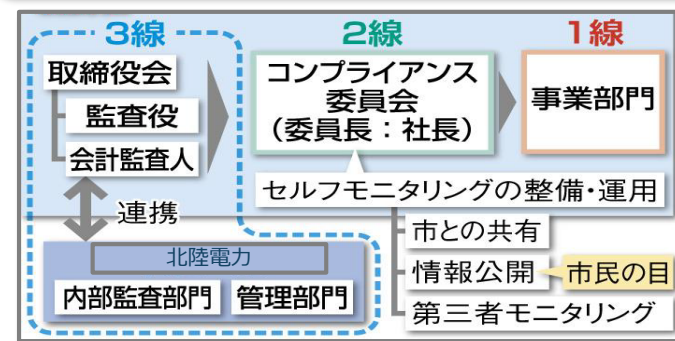 3線
2線
1線
取締役会
監査役
会計監査人
コンプライアンス
委員会
(委員長：社長)
事業部門
セルフモニタリングの整備・運用
連携
市との共有
情報公開
市民の目
第三者モニタリング
北陸電力
内部監査部門
管理部門